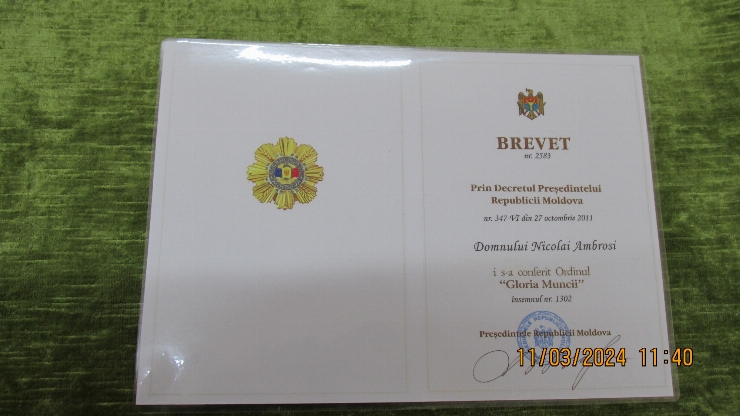 BREVET
nr. 2583
Prin Decretul Președintelui
Republicii Moldova
nr. 347-VI din 27 octombrie 2011
Domnului Nicolai Ambrosi
i s-a conferit Ordinul
“Gloria Muncii”
însemnul nr. 1302
Președintele Republicii Moldova
11/03/2024 11:40